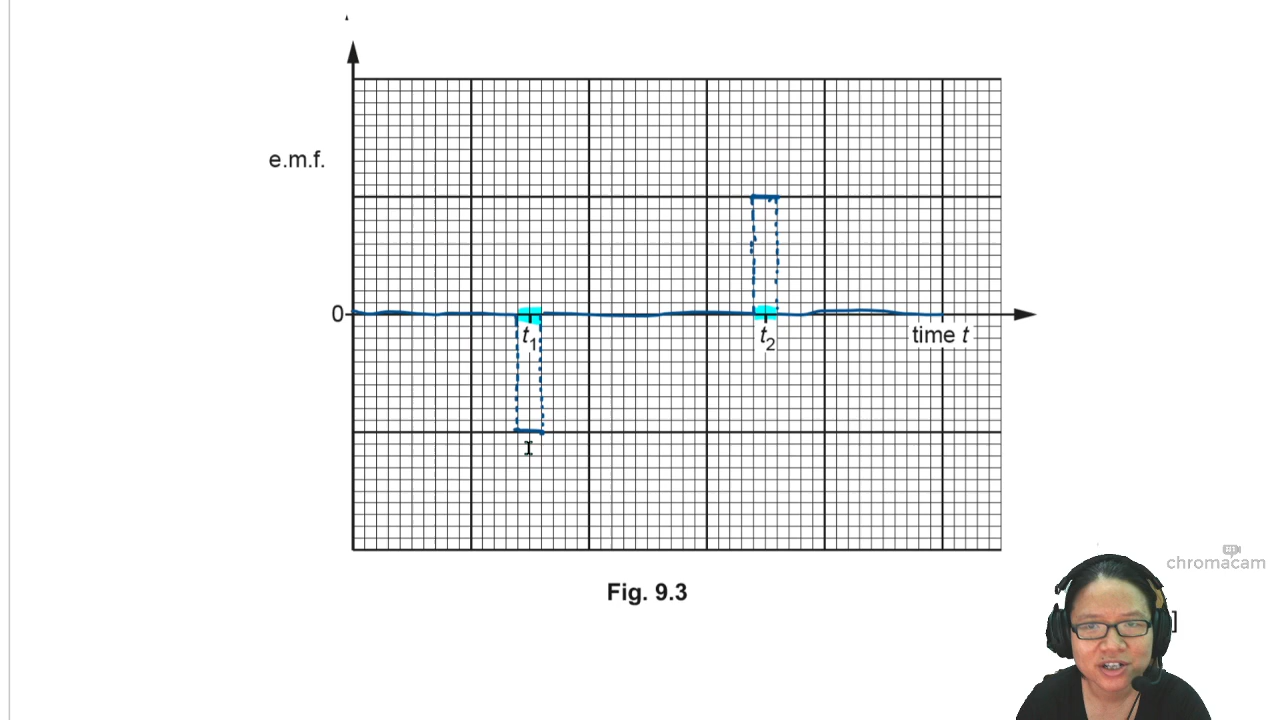 e.m.f.
0
t1
t2
time t
Fig. 9.3
chromacam
]